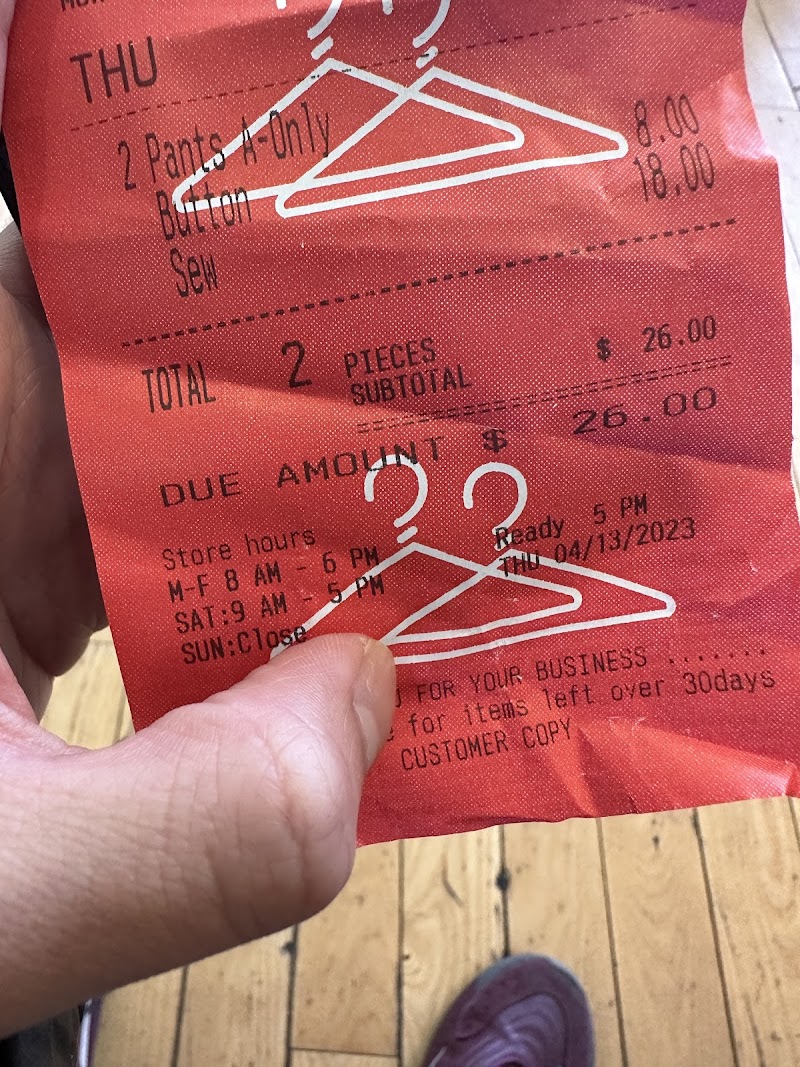 THU
2 Pants A-Only 8.00
Button 18.00
Sew
TOTAL 2 PIECES
SUBTOTAL $ 26.00
DUE AMOUNT $ 26.00
Store hours
M-F 8 AM - 6 PM
SAT:9 AM - 5 PM
SUN:Close
Ready 5 PM
THU 04/13/2023
FOR YOUR BUSINESS .......
for items left over 30days
CUSTOMER COPY